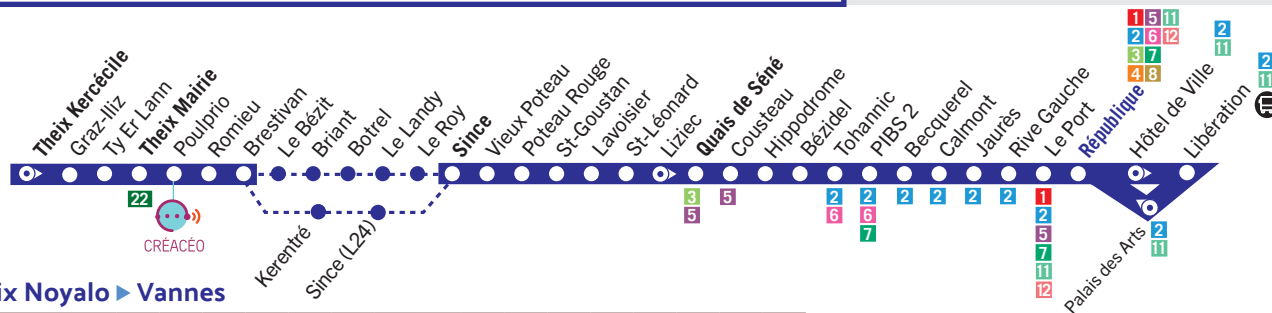 Theix Kercécile
Graz-Iliz
Ty Er Lann
Theix Mairie
Poulprio
Romieu
Brestivan
Le Bézit
Briant
Botrel
Le Landy
Le Roy
Since
Vieux Poteau
Poteau Rouge
St-Goustan
Lavoisier
St-Léonard
Liziec
Quais de Séné
Cousteau
Hippodrome
Bézidel
Tohannic
PIBS 2
Becquerel
Calmont
Jaurès
Rive Gauche
Le Port
République
1 5 11
2 6 12
3 7
4 8
Hôtel de Ville
2
11
Libération
2
11
22
CRÉACÉO
Kerentré
Since (L24)
3
5
5
2
6
2
6
7
2
2
2
2
1
2
5
7
11
12
Palais des Arts
2
11
ix Noyalo ▶ Vannes